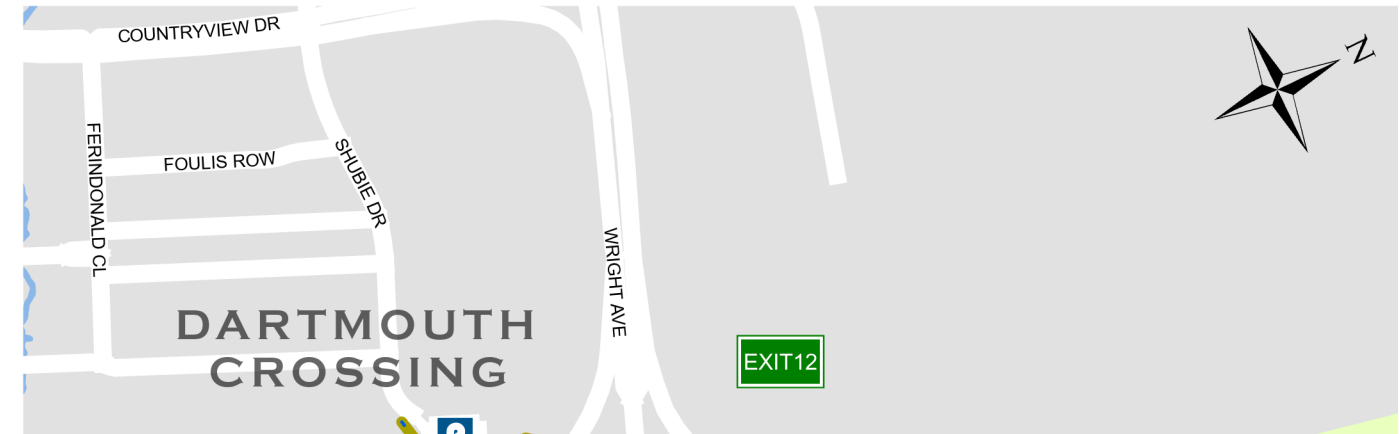 COUNTRYVIEW DR
N
FERINDONALD CL
FOULIS ROW
SHUBIE DR
WRIGHT AVE
DARTMOUTH
CROSSING
EXIT12